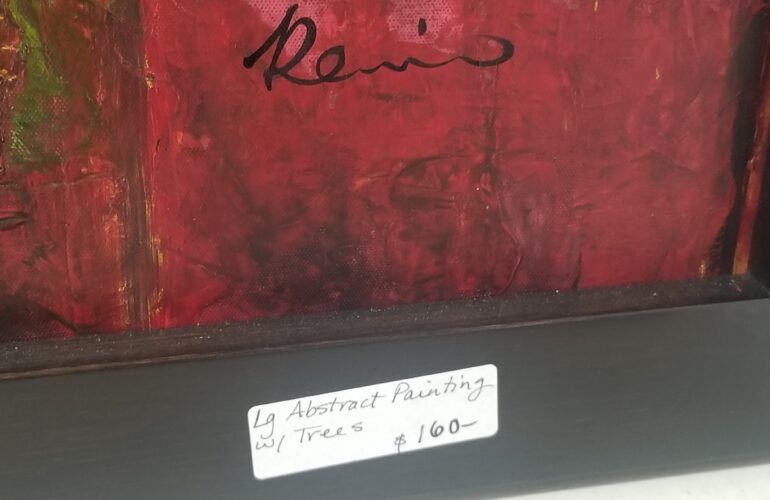 Lg Abstract Painting
w/ Trees $160-